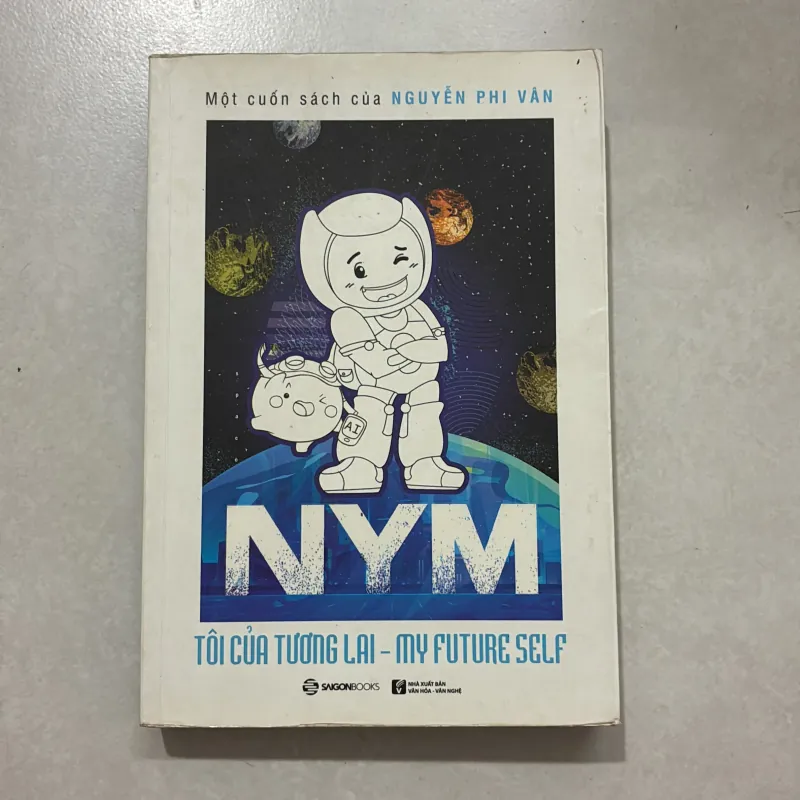 Một cuốn sách của NGUYỄN PHI VÂN
AI
NYM
TÔI CỦA TƯƠNG LAI – MY FUTURE SELF
SAIGONBOOKS
NHÀ XUẤT BẢN
VĂN HÓA - VĂN NGHỆ